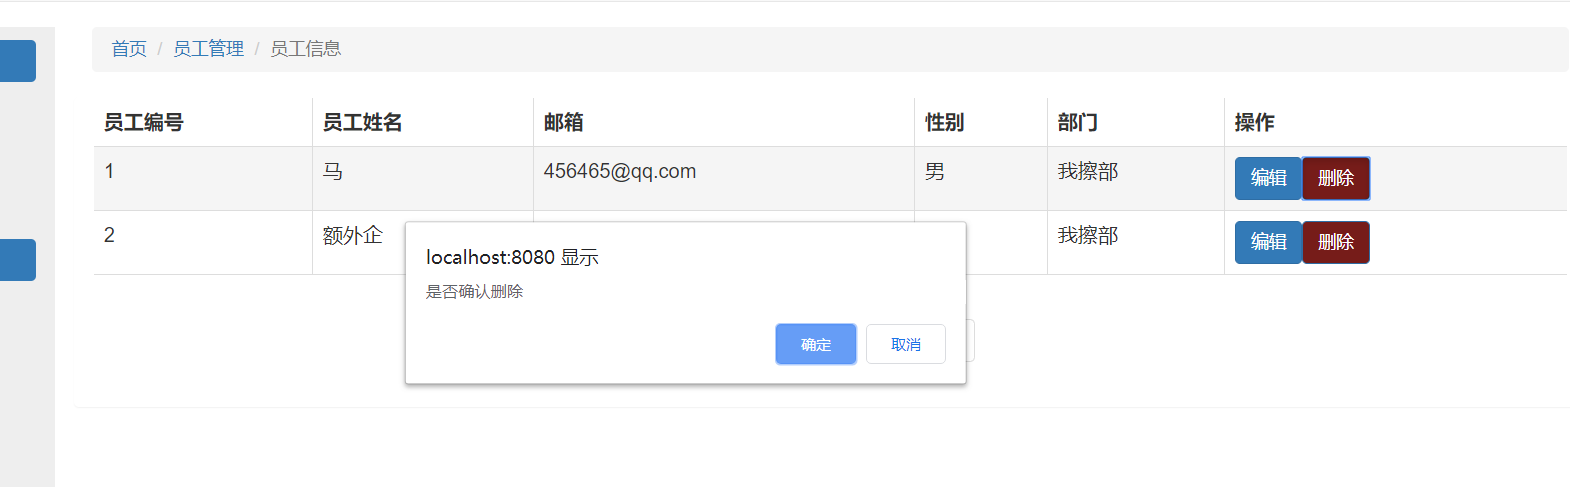 首页 / 员工管理 / 员工信息
员工编号 员工姓名 邮箱 性别 部门 操作
1 马 456465@qq.com 男 我擦部 编辑 删除
2 额外企 我擦部 编辑 删除
localhost:8080 显示
是否确认删除
确定 取消